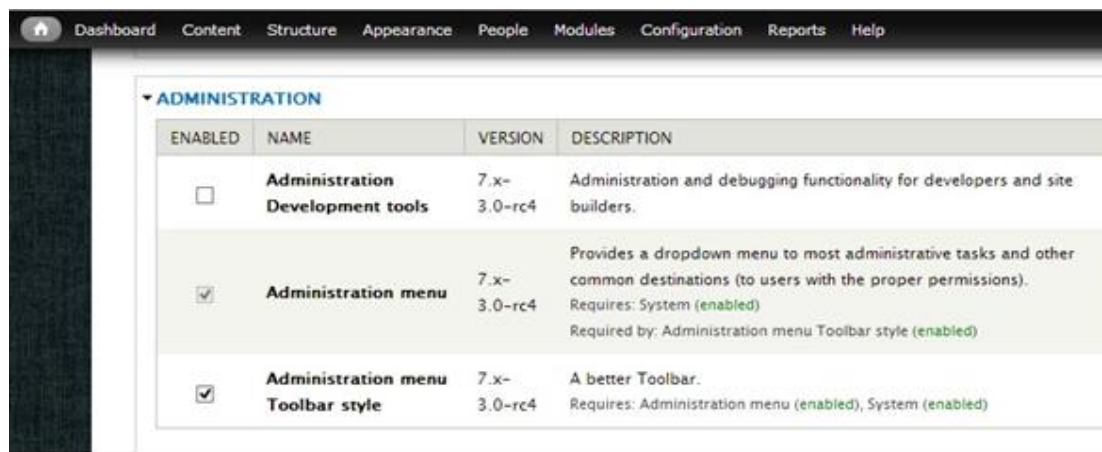 Dashboard Content Structure Appearance People Modules Configuration Reports Help
ADMINISTRATION
ENABLED NAME VERSION DESCRIPTION
Administration
Development tools
7.x-
3.0-rc4
Administration and debugging functionality for developers and site
builders.
Administration menu
7.x-
3.0-rc4
Provides a dropdown menu to most administrative tasks and other
common destinations (to users with the proper permissions).
Requires: System (enabled)
Required by: Administration menu Toolbar style (enabled)
Administration menu
Toolbar style
7.x-
3.0-rc4
A better Toolbar.
Requires: Administration menu (enabled), System (enabled)